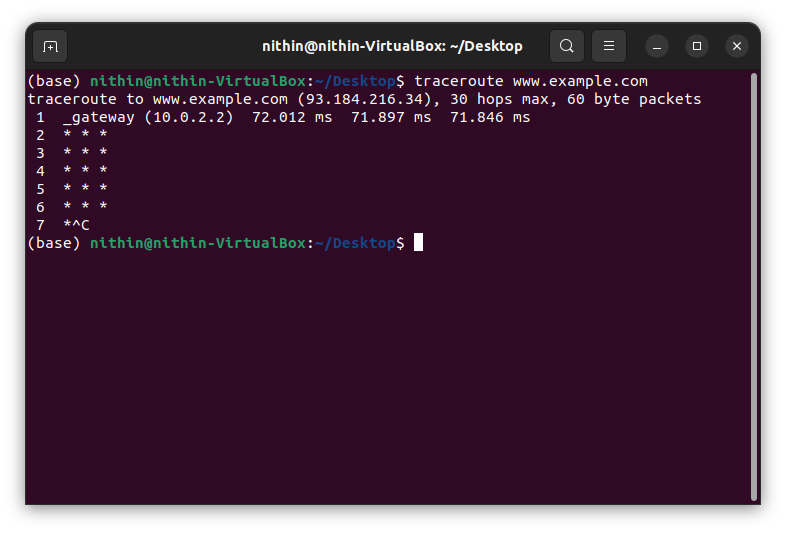 nithin@nithin-VirtualBox: ~/Desktop
(base) nithin@nithin-VirtualBox:~/Desktop$ traceroute www.example.com
traceroute to www.example.com (93.184.216.34), 30 hops max, 60 byte packets
 1  _gateway (10.0.2.2)  72.012 ms  71.897 ms  71.846 ms
 2  * * *
 3  * * *
 4  * * *
 5  * * *
 6  * * *
 7  *^C
(base) nithin@nithin-VirtualBox:~/Desktop$